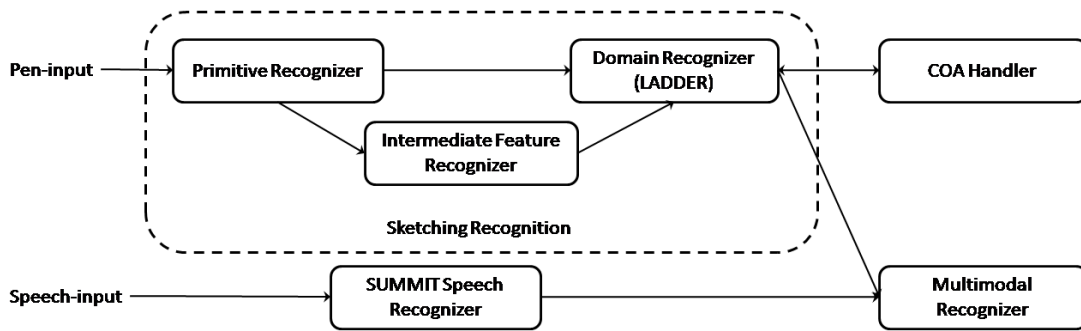 Pen-input
Primitive Recognizer
Domain Recognizer
(LADDER)
COA Handler
Intermediate Feature
Recognizer
Sketching Recognition
Speech-input
SUMMIT Speech
Recognizer
Multimodal
Recognizer